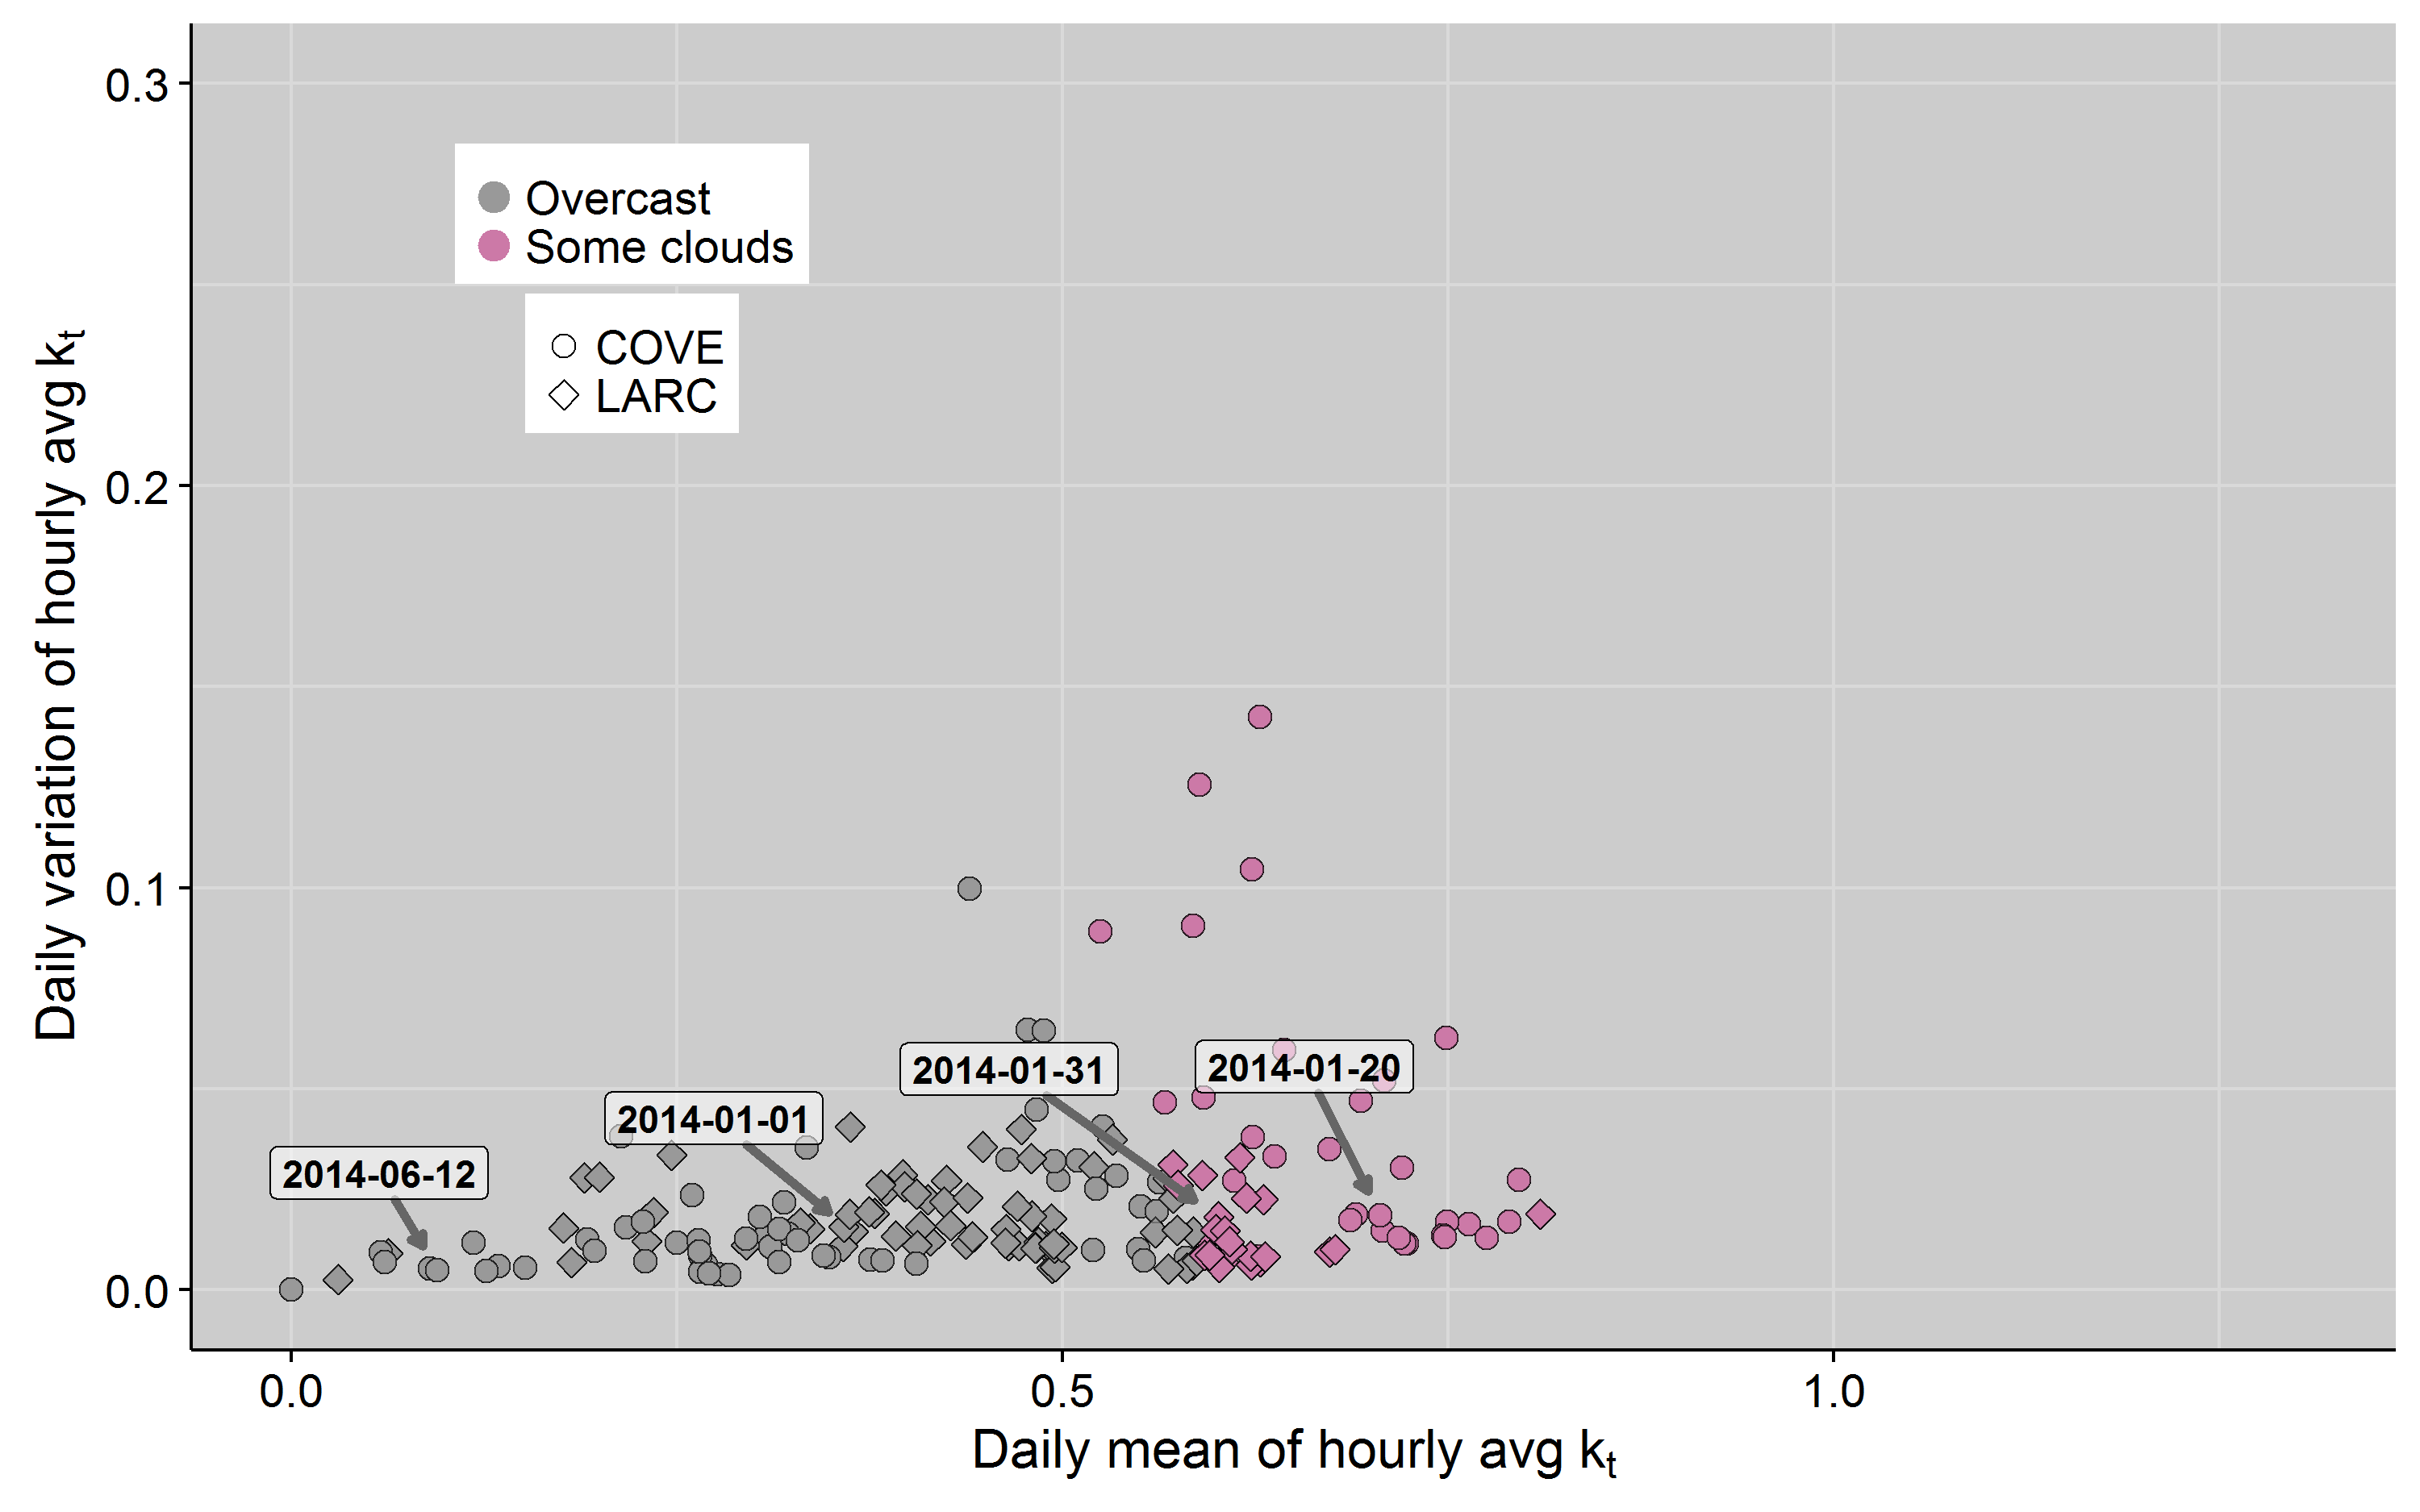 0.3
0.2
0.1
0.0
Daily variation of hourly avg kₜ
Overcast
Some clouds
COVE
LARC
2014-06-12
2014-01-01
2014-01-31
2014-01-20
0.0
0.5
1.0
Daily mean of hourly avg kₜ